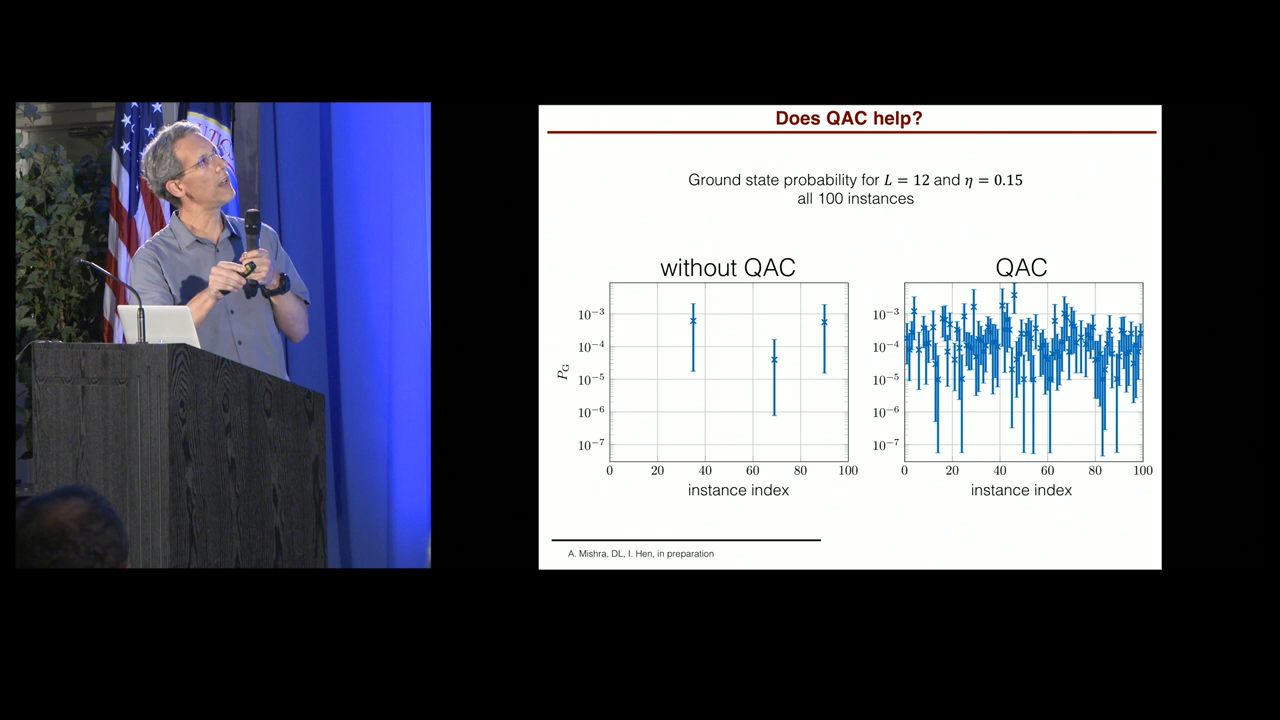 Does QAC help?
Ground state probability for L = 12 and η = 0.15
all 100 instances
without QAC
QAC
P_G
10⁻³
10⁻⁴
10⁻⁵
10⁻⁶
10⁻⁷
0 20 40 60 80 100
instance index
10⁻³
10⁻⁴
10⁻⁵
10⁻⁶
10⁻⁷
0 20 40 60 80 100
instance index
A. Mishra, DL, I. Hen, in preparation